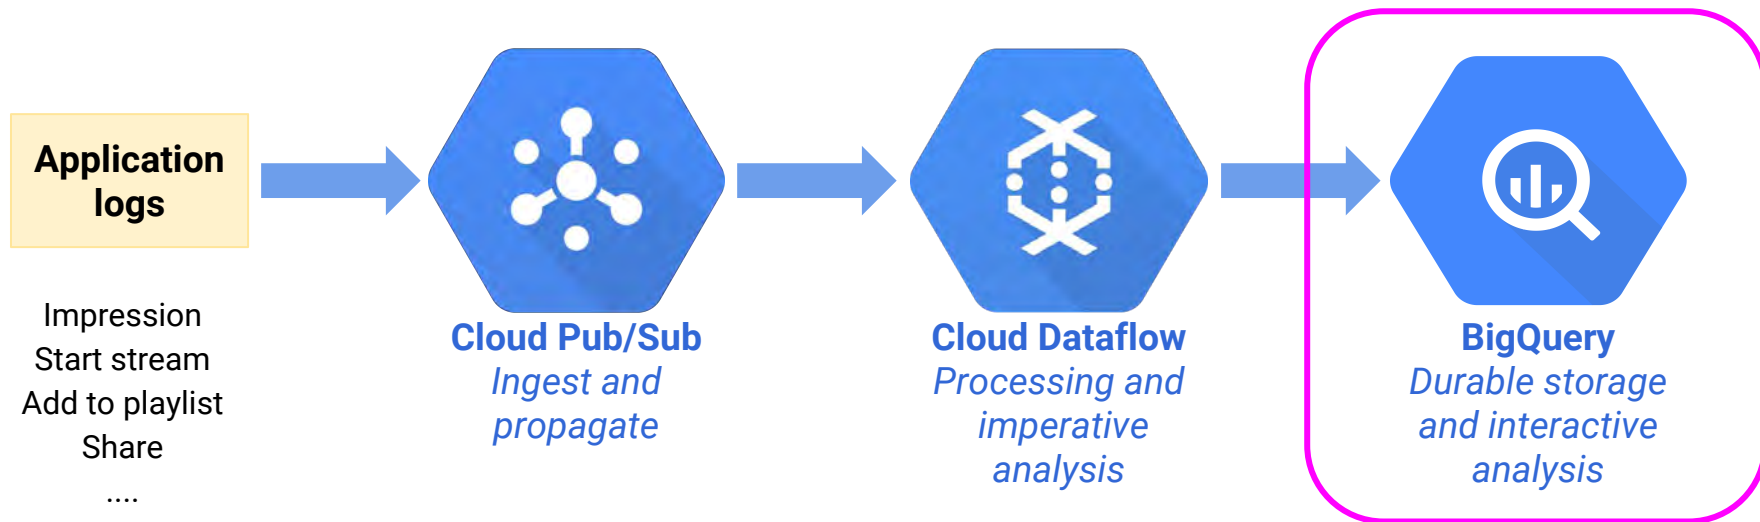 Application
logs
Impression
Start stream
Add to playlist
Share
....
Cloud Pub/Sub
Ingest and
propagate
Cloud Dataflow
Processing and
imperative
analysis
BigQuery
Durable storage
and interactive
analysis